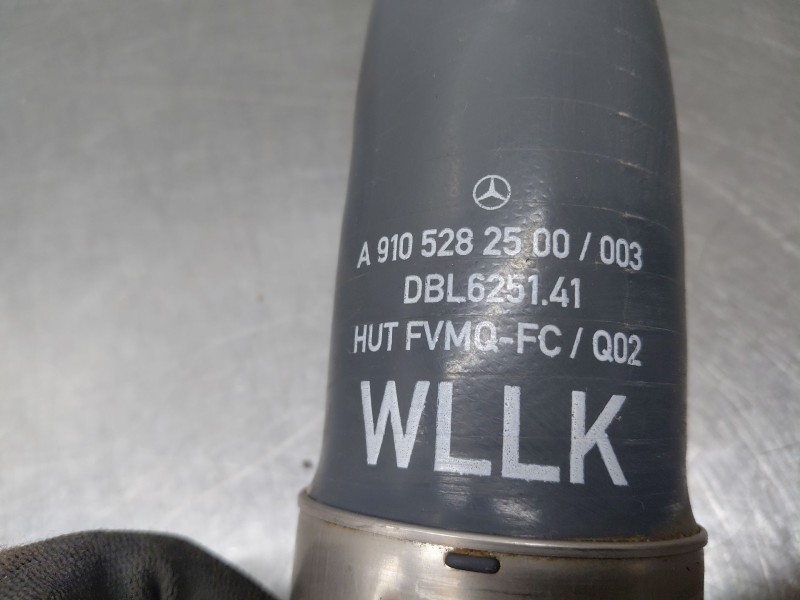 A 910 528 25 00 / 003
DBL6251.41
HUT FVMQ-FC / Q02
WLLK